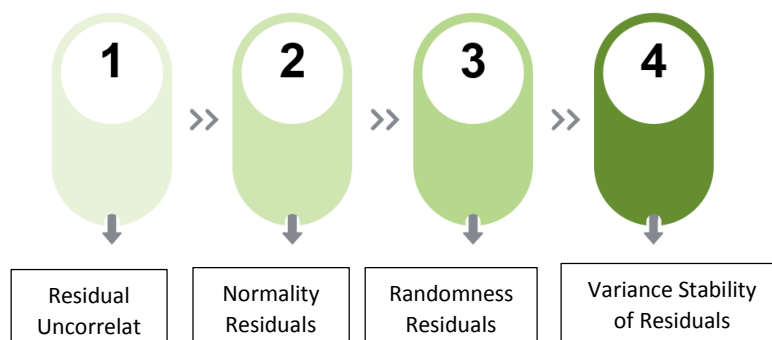 1
2
3
4
Residual
Uncorrelat
Normality
Residuals
Randomness
Residuals
Variance Stability
of Residuals